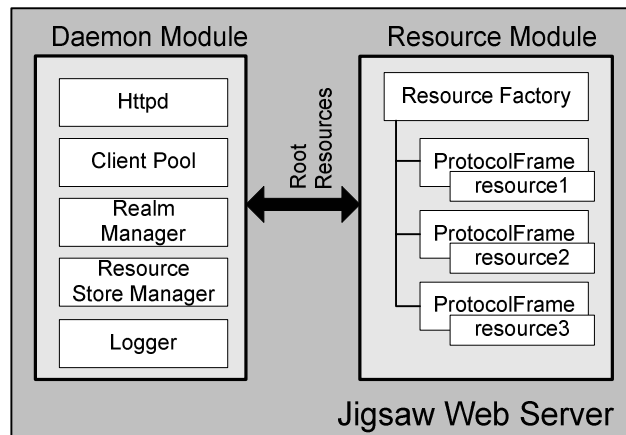 Daemon Module
Httpd
Client Pool
Realm
Manager
Resource
Store Manager
Logger
Root
Resources
Resource Module
Resource Factory
ProtocolFrame
resource1
ProtocolFrame
resource2
ProtocolFrame
resource3
Jigsaw Web Server